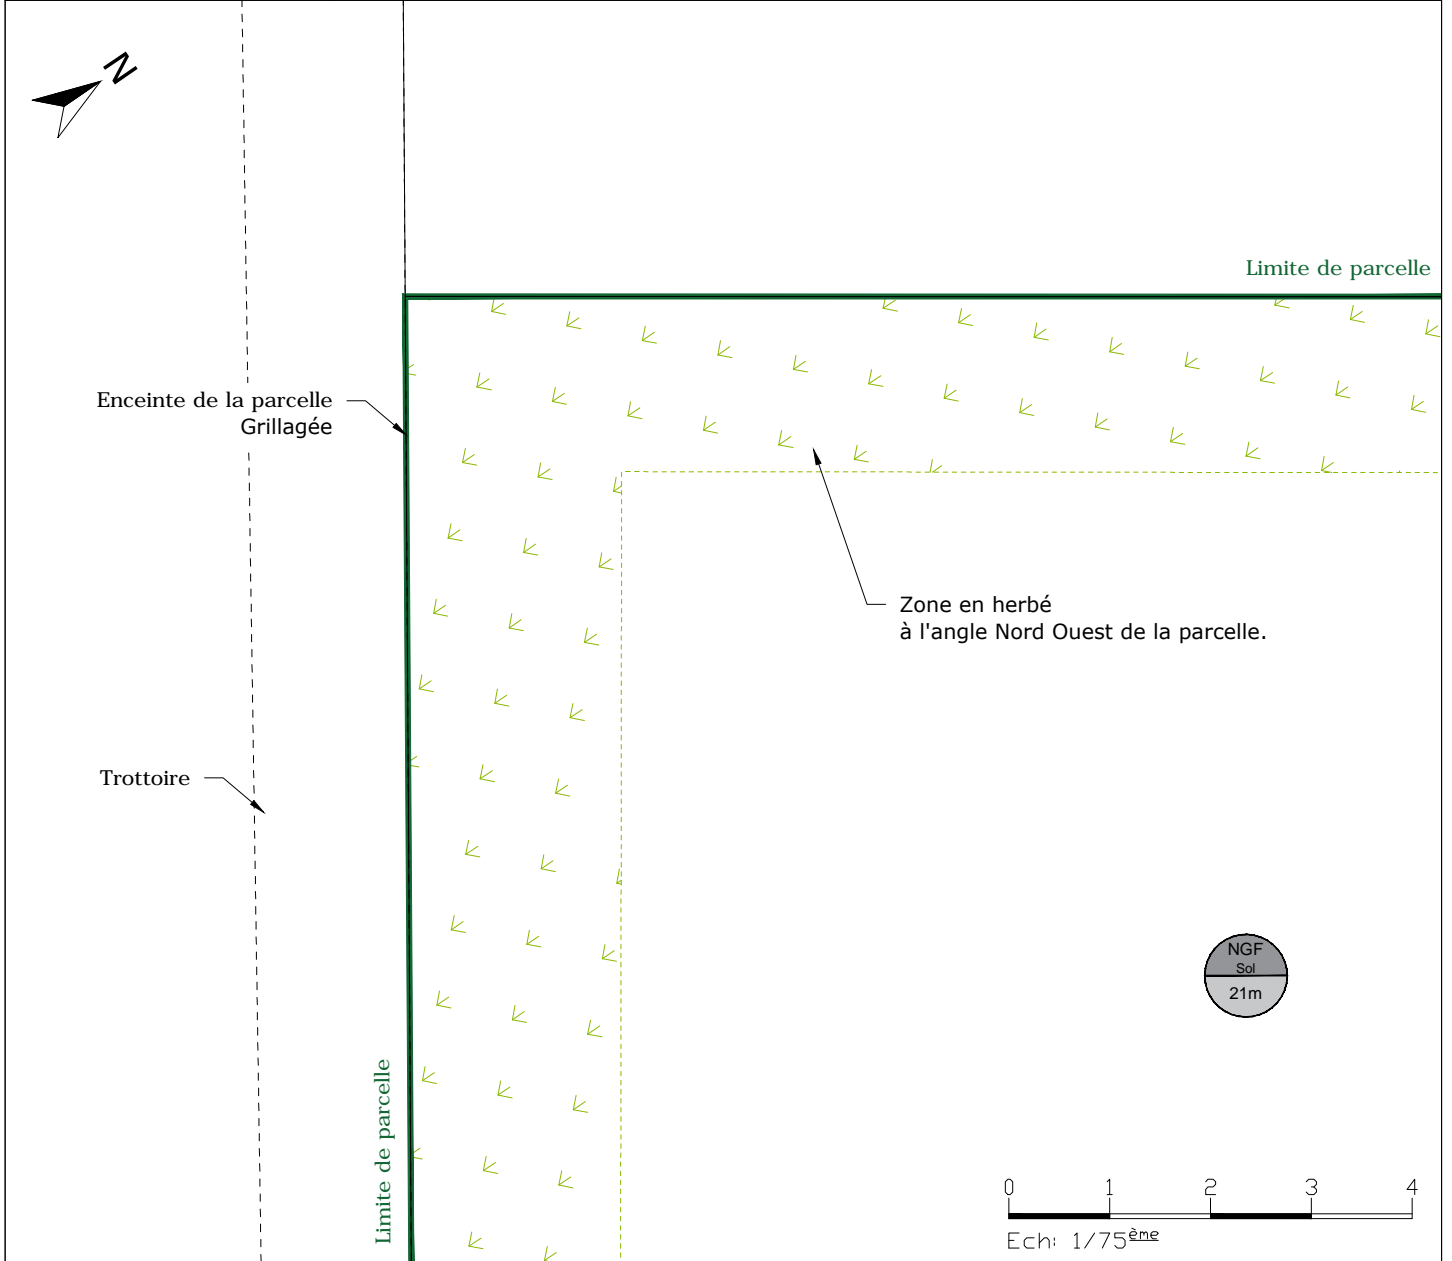 N
Limite de parcelle
Enceinte de la parcelle
Grillagée
Zone en herbé
à l'angle Nord Ouest de la parcelle.
Trottoire
NGF
Sol
21m
Limite de parcelle
0 1 2 3 4
Ech: 1/75ème